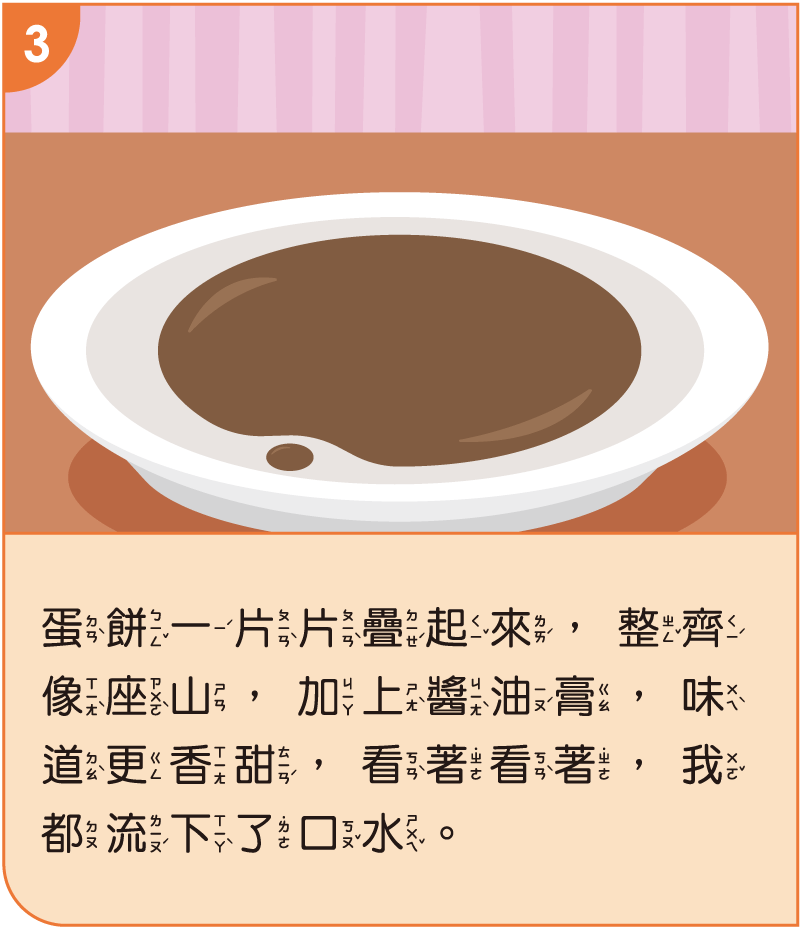 3
蛋餅一片片疊起來，整齊
像座山，加上醬油膏，味
道更香甜，看著看著，我
都流下了口水。